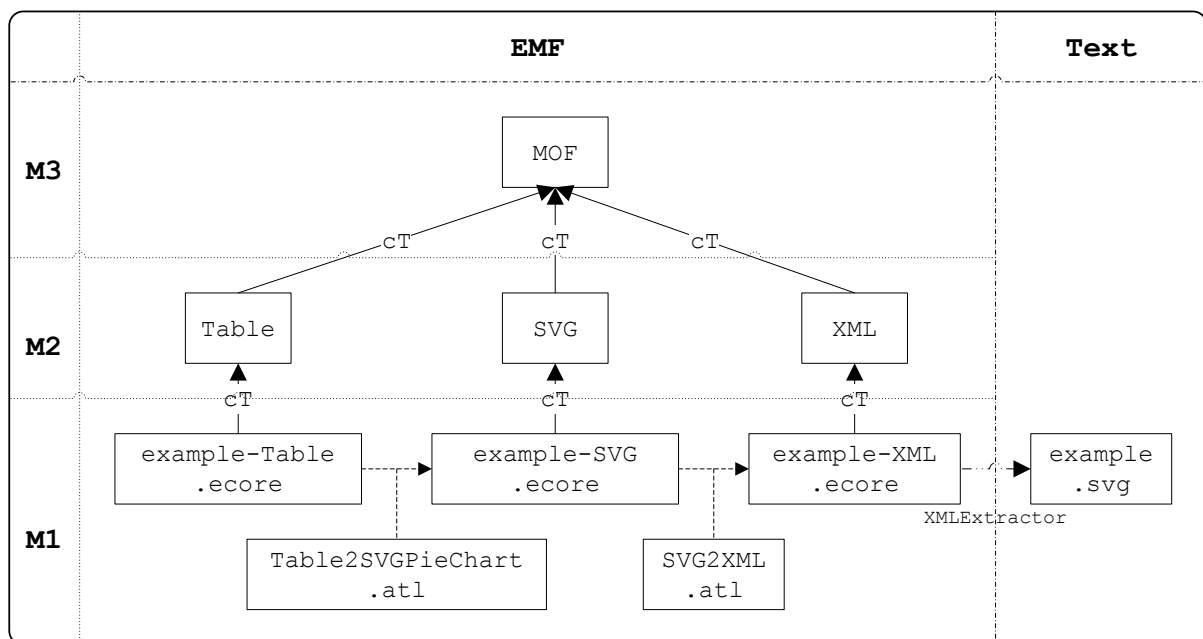 EMF
Text
M3
MOF
cT
cT
cT
M2
Table
SVG
XML
cT
cT
cT
example-Table
.ecore
example-SVG
.ecore
example-XML
.ecore
example
.svg
XMLExtractor
M1
Table2SVGPieChart
.atl
SVG2XML
.atl